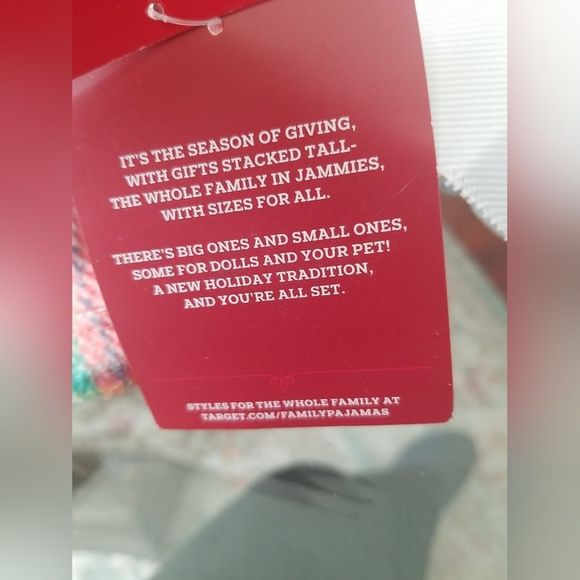 IT'S THE SEASON OF GIVING,
WITH GIFTS STACKED TALL-
THE WHOLE FAMILY IN JAMMIES,
WITH SIZES FOR ALL.
THERE'S BIG ONES AND SMALL ONES,
SOME FOR DOLLS AND YOUR PET!
A NEW HOLIDAY TRADITION,
AND YOU'RE ALL SET.
STYLES FOR THE WHOLE FAMILY AT
TARGET.COM/FAMILYPAJAMAS